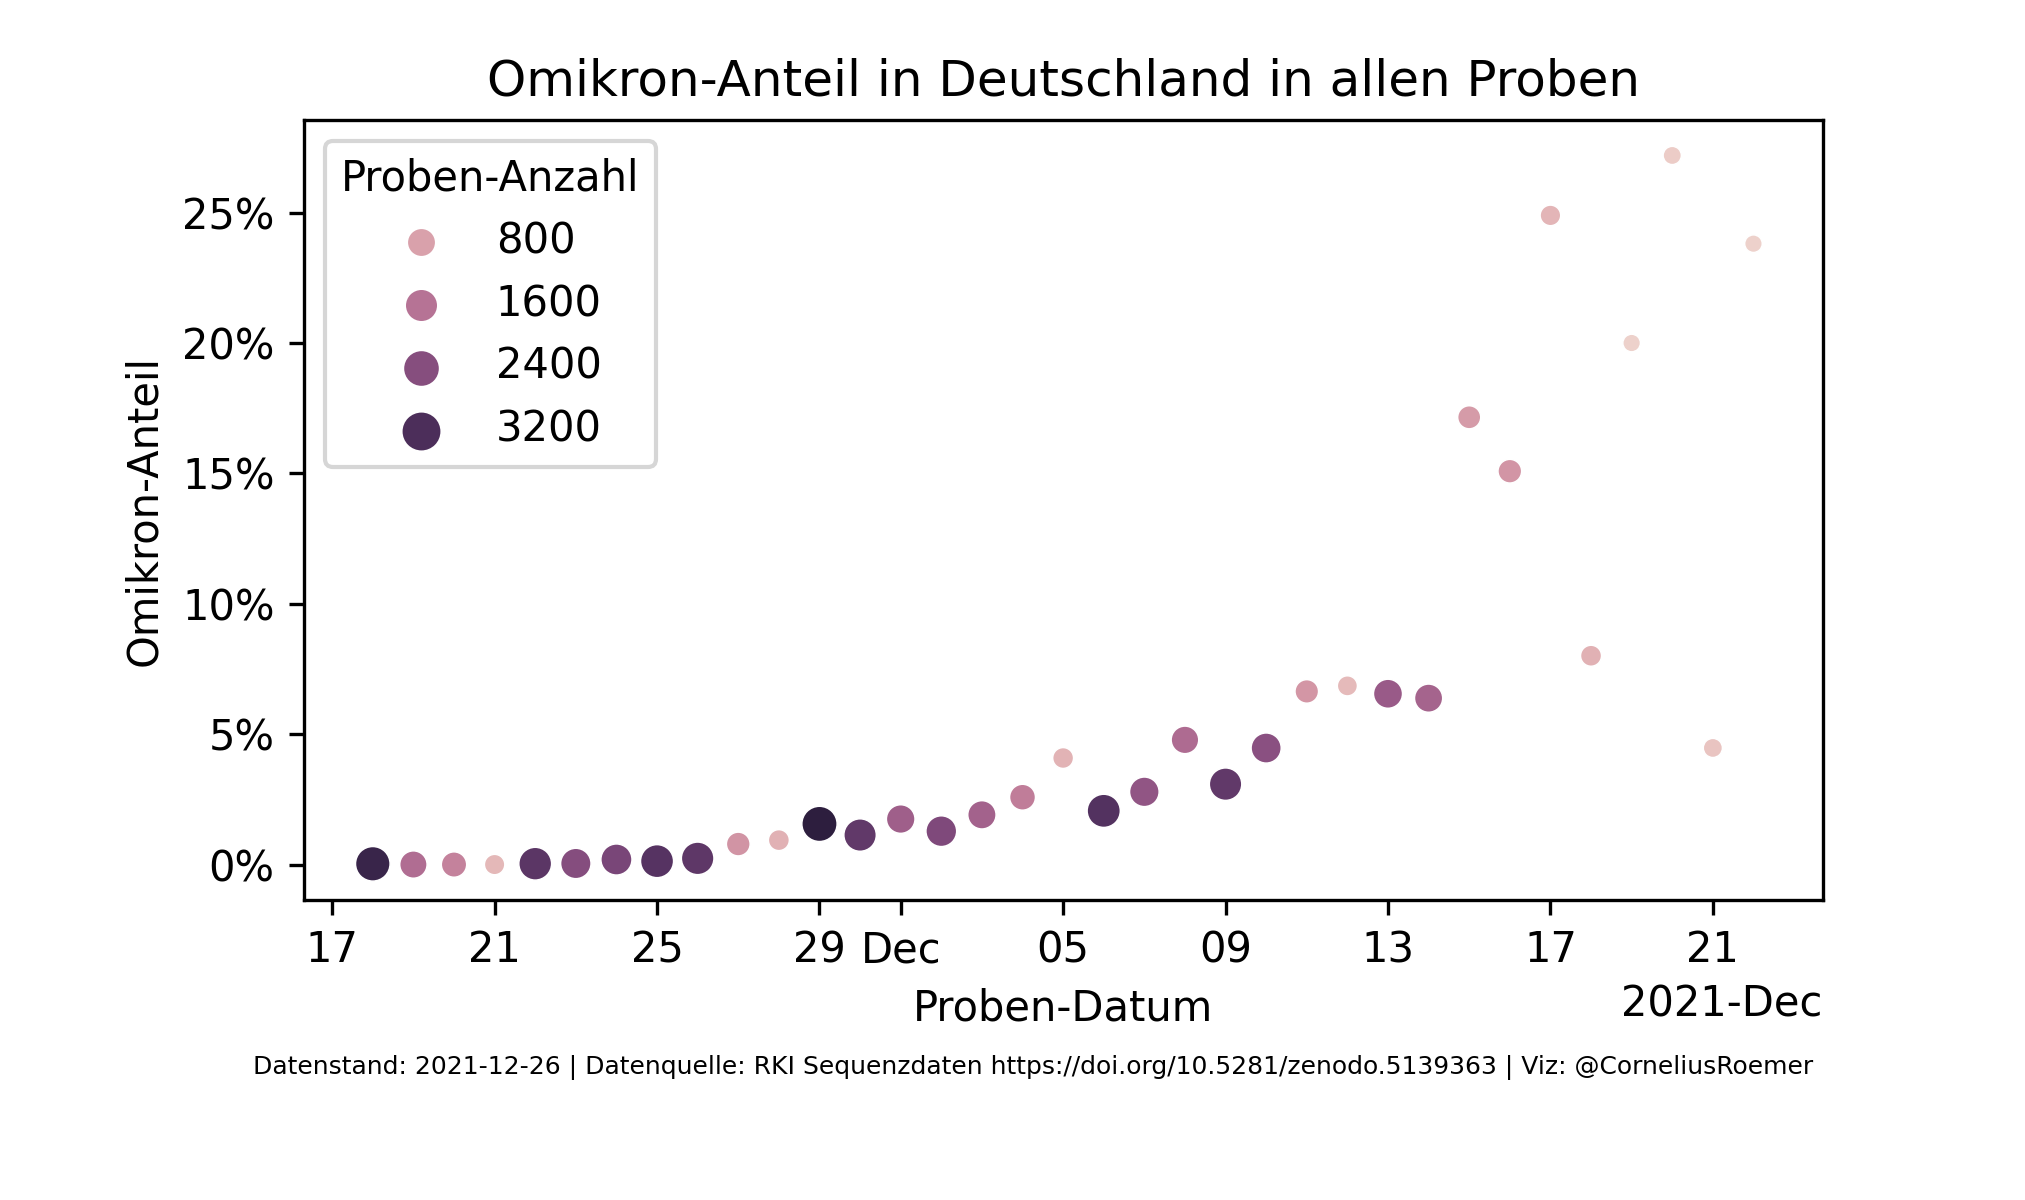 Omikron-Anteil in Deutschland in allen Proben
Proben-Anzahl
800
1600
2400
3200
Omikron-Anteil
25%
20%
15%
10%
5%
0%
17 21 25 29 Dec 05 09 13 17 21
2021-Dec
Proben-Datum
Datenstand: 2021-12-26 | Datenquelle: RKI Sequenzdaten https://doi.org/10.5281/zenodo.5139363 | Viz: @CorneliusRoemer